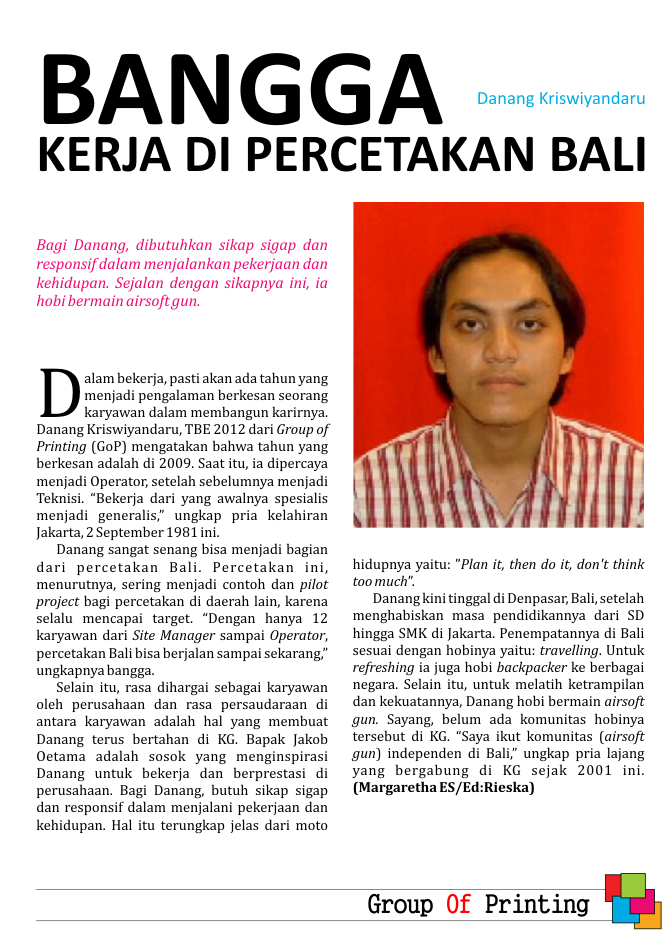 BANGGA
Danang Kriswiyandaru
KERJA DI PERCETAKAN BALI
Bagi Danang, dibutuhkan sikap sigap dan
responsif dalam menjalankan pekerjaan dan
kehidupan. Sejalan dengan sikapnya ini, ia
hobi bermain airsoft gun.
Dalam bekerja, pasti akan ada tahun yang
menjadi pengalaman berkesan seorang
karyawan dalam membangun karirnya.
Danang Kriswiyandaru, TBE 2012 dari Group of
Printing (GoP) mengatakan bahwa tahun yang
berkesan adalah di 2009. Saat itu, ia dipercaya
menjadi Operator, setelah sebelumnya menjadi
Teknisi. “Bekerja dari yang awalnya spesialis
menjadi generalis,” ungkap pria kelahiran
Jakarta, 2 September 1981 ini.
Danang sangat senang bisa menjadi bagian
dari percetakan Bali. Percetakan ini,
menurutnya, sering menjadi contoh dan pilot
project bagi percetakan di daerah lain, karena
selalu mencapai target. “Dengan hanya 12
karyawan dari Site Manager sampai Operator,
percetakan Bali bisa berjalan sampai sekarang,”
ungkapnya bangga.
Selain itu, rasa dihargai sebagai karyawan
oleh perusahaan dan rasa persaudaraan di
antara karyawan adalah hal yang membuat
Danang terus bertahan di KG. Bapak Jakob
Oetama adalah sosok yang menginspirasi
Danang untuk bekerja dan berprestasi di
perusahaan. Bagi Danang, butuh sikap sigap
dan responsif dalam menjalani pekerjaan dan
kehidupan. Hal itu terungkap jelas dari moto
hidupnya yaitu: ”Plan it, then do it, don't think
too much”.
Danang kini tinggal di Denpasar, Bali, setelah
menghabiskan masa pendidikannya dari SD
hingga SMK di Jakarta. Penempatannya di Bali
sesuai dengan hobinya yaitu: travelling. Untuk
refreshing ia juga hobi backpacker ke berbagai
negara. Selain itu, untuk melatih ketrampilan
dan kekuatannya, Danang hobi bermain airsoft
gun. Sayang, belum ada komunitas hobinya
tersebut di KG. “Saya ikut komunitas (airsoft
gun) independen di Bali,” ungkap pria lajang
yang bergabung di KG sejak 2001 ini.
(Margaretha ES/Ed:Rieska)
Group Of Printing